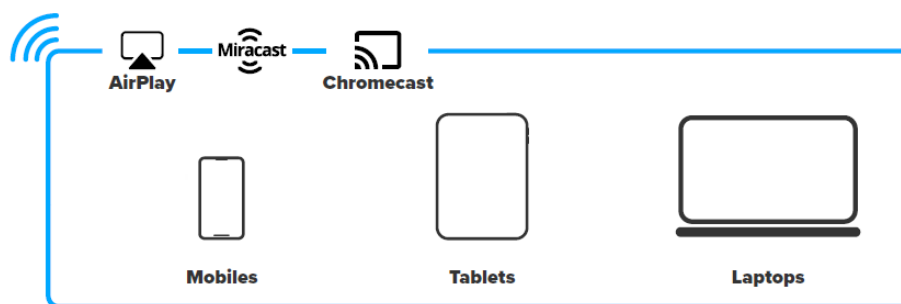 Miracast
AirPlay
Chromecast
Mobiles
Tablets
Laptops